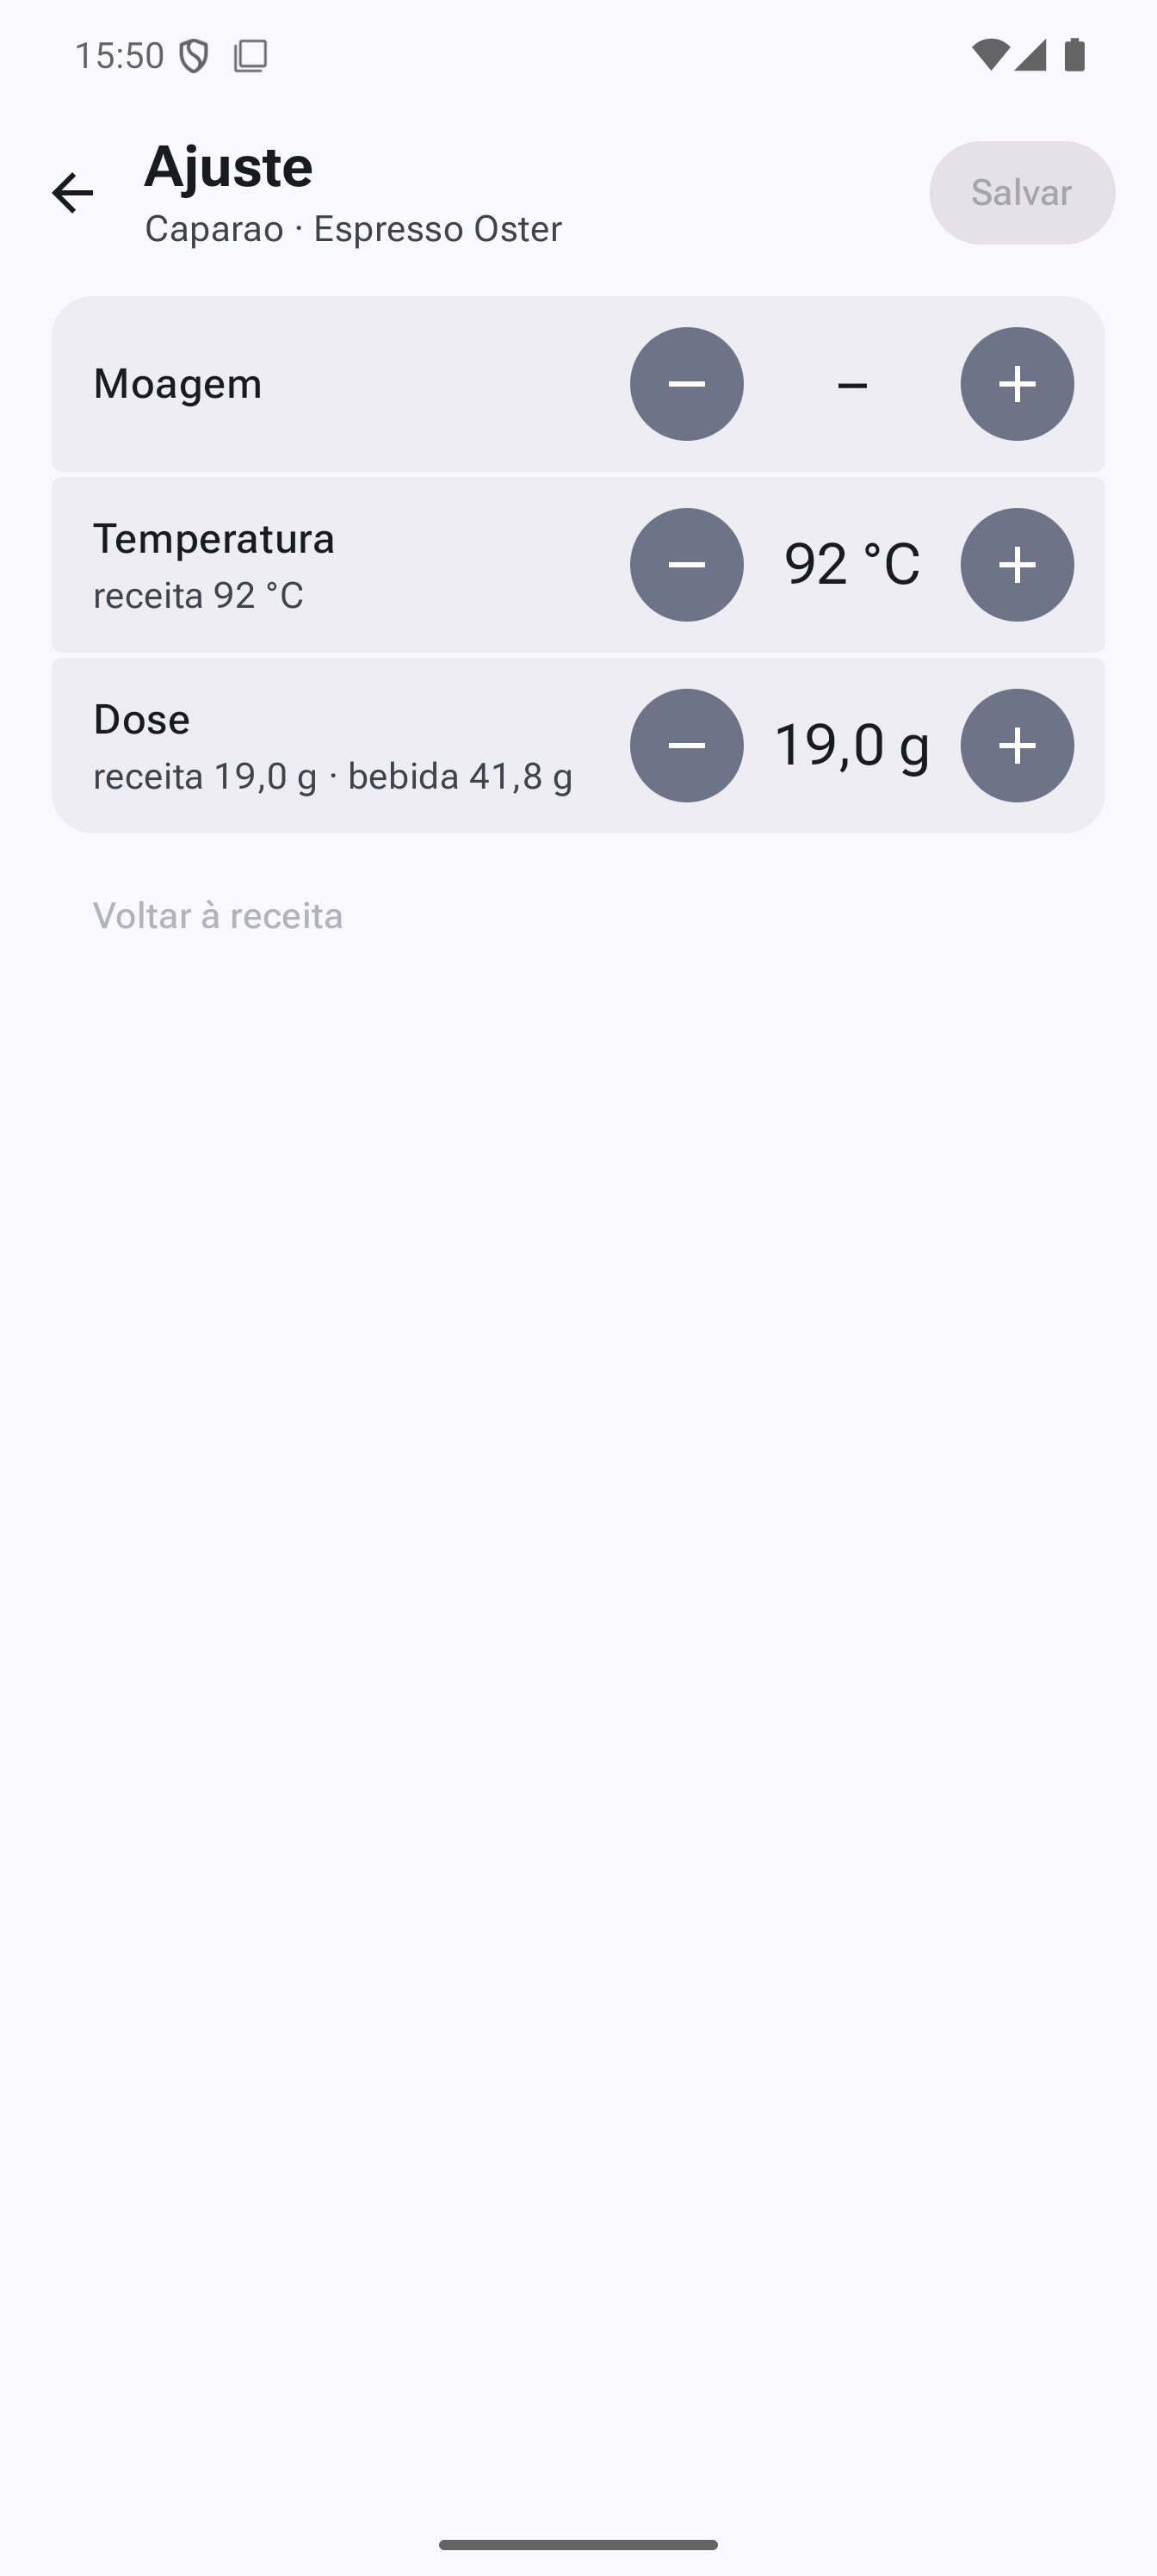 15:50
Ajuste
Caparao · Espresso Oster
Salvar
Moagem
–
Temperatura
receita 92 °C
92 °C
Dose
receita 19,0 g · bebida 41,8 g
19,0 g
Voltar à receita